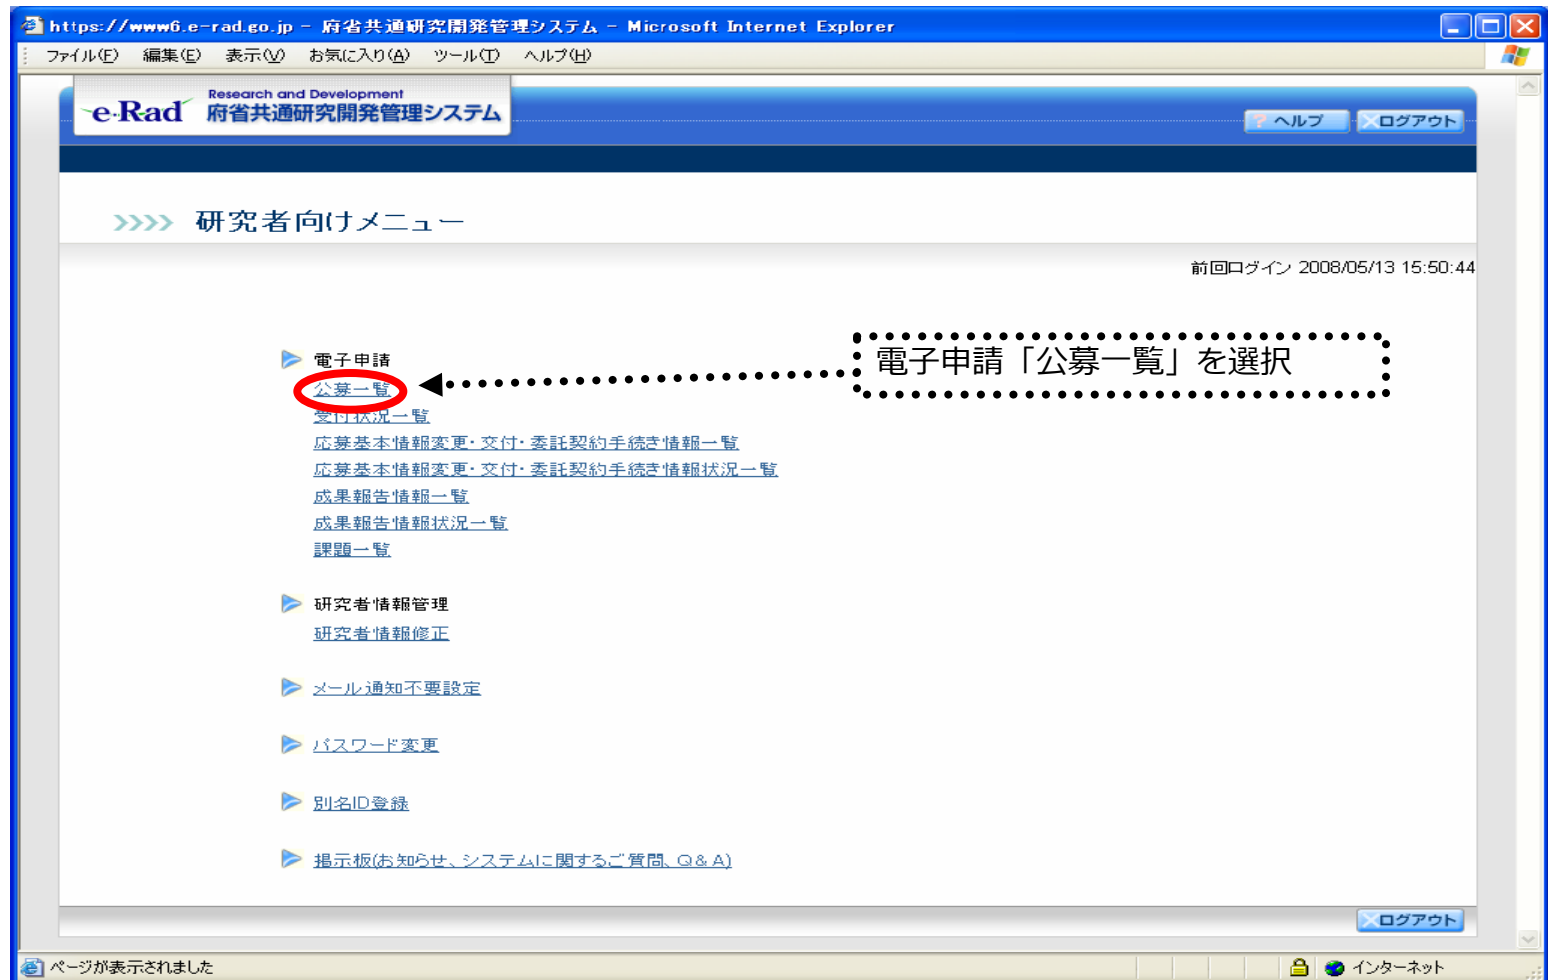 https://www6.e-rad.go.jp - 府省共通研究開発管理システム - Microsoft Internet Explorer
ファイル(F) 編集(E) 表示(V) お気に入り(A) ツール(T) ヘルプ(H)
e-Rad
Research and Development
府省共通研究開発管理システム
? ヘルプ
×ログアウト
>>>> 研究者向けメニュー
前回ログイン 2008/05/13 15:50:44
電子申請
電子申請「公募一覧」を選択
公募一覧
受付状況一覧
応募基本情報変更・交付・委託契約手続き情報一覧
応募基本情報変更・交付・委託契約手続き情報状況一覧
成果報告情報一覧
成果報告情報状況一覧
課題一覧
研究者情報管理
研究者情報修正
メール通知不要設定
パスワード変更
別名ID登録
掲示板(お知らせ、システムに関するご質問、Q&A)
×ログアウト
ページが表示されました
インターネット